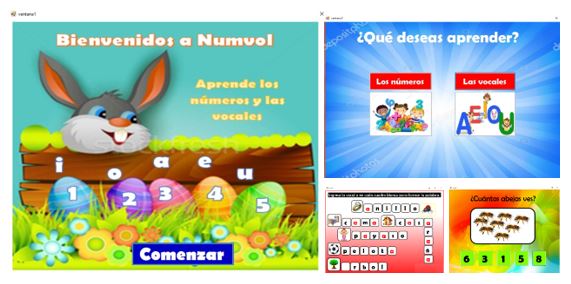 ventana1
Bienvenidos a Numvol
Aprende los
números y las
vocales
i o a e u
1 2 3 4 5
Comenzar
¿Qué deseas aprender?
Los números
Las vocales
A E I O U
c a s a
p a y a s o
p e l o t a
r b o l
¿Cuántas abejas ves?
6 3 1 5 8